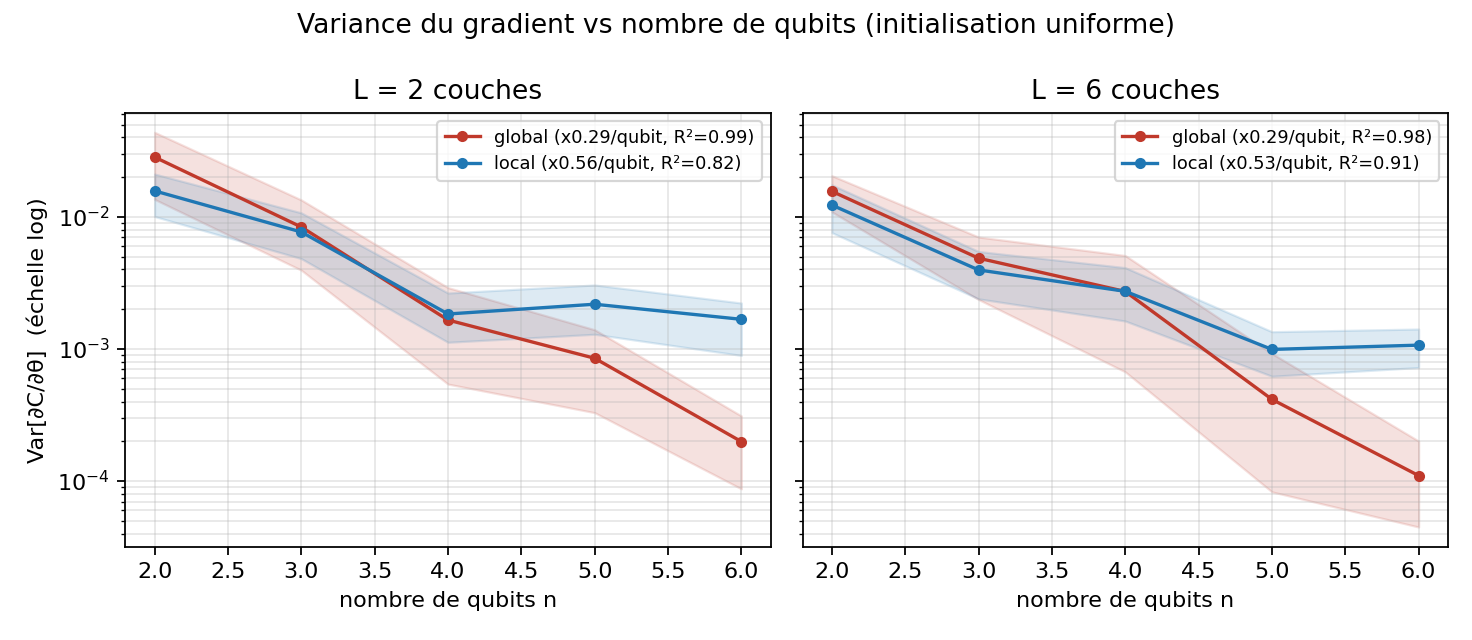 Variance du gradient vs nombre de qubits (initialisation uniforme)
L = 2 couches
global (x0.29/qubit, R²=0.99)
local (x0.56/qubit, R²=0.82)
Var[∂C/∂θ]  (échelle log)
10⁻²
10⁻³
10⁻⁴
2.0 2.5 3.0 3.5 4.0 4.5 5.0 5.5 6.0
nombre de qubits n
L = 6 couches
global (x0.29/qubit, R²=0.98)
local (x0.53/qubit, R²=0.91)
2.0 2.5 3.0 3.5 4.0 4.5 5.0 5.5 6.0
nombre de qubits n